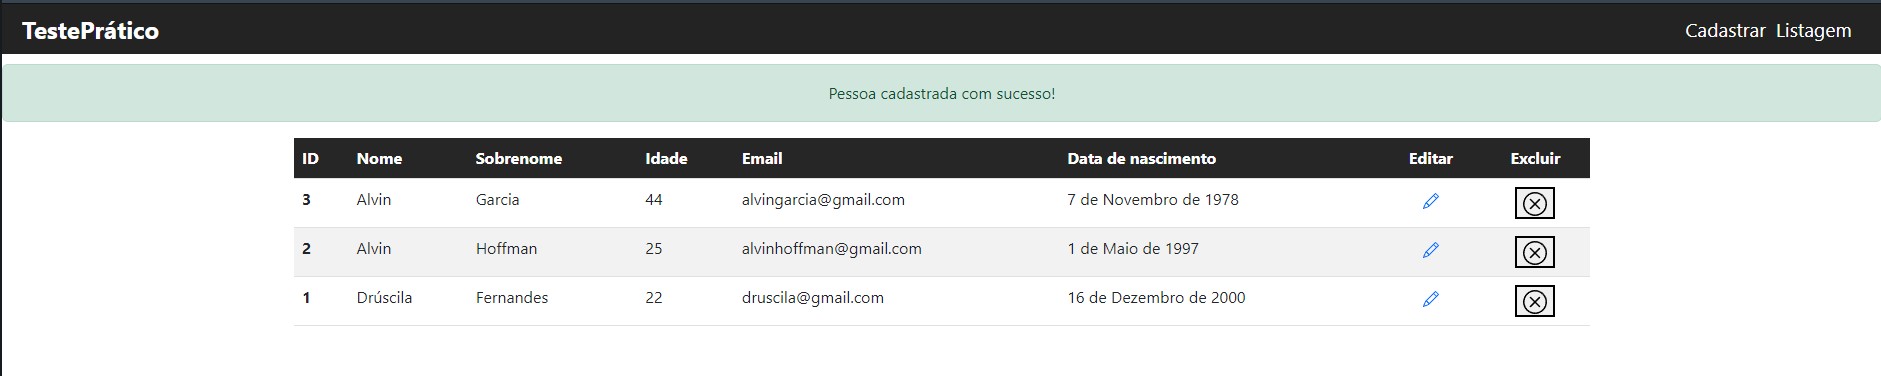 TestePrático Cadastrar Listagem
Pessoa cadastrada com sucesso!
ID Nome Sobrenome Idade Email Data de nascimento Editar Excluir
3 Alvin Garcia 44 alvingarcia@gmail.com 7 de Novembro de 1978
2 Alvin Hoffman 25 alvinhoffman@gmail.com 1 de Maio de 1997
1 Drúscila Fernandes 22 druscila@gmail.com 16 de Dezembro de 2000